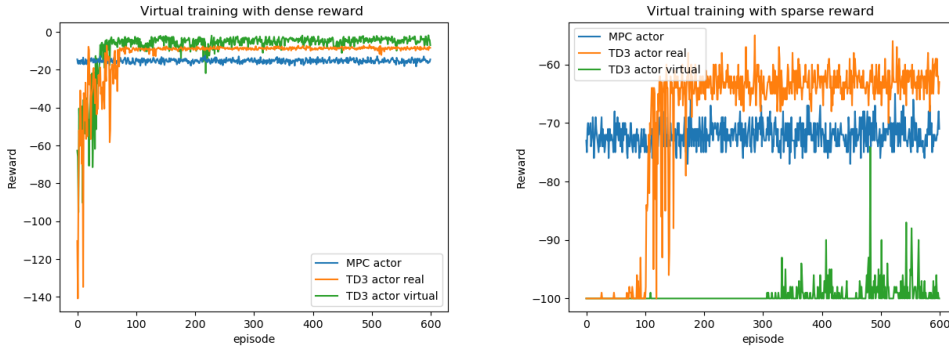 Virtual training with dense reward
0
−20
−40
−60
−80
−100
−120
−140
Reward
MPC actor
TD3 actor real
TD3 actor virtual
0
100
200
300
400
500
600
episode
Virtual training with sparse reward
MPC actor
TD3 actor real
TD3 actor virtual
−60
−70
−80
−90
−100
Reward
0
100
200
300
400
500
600
episode